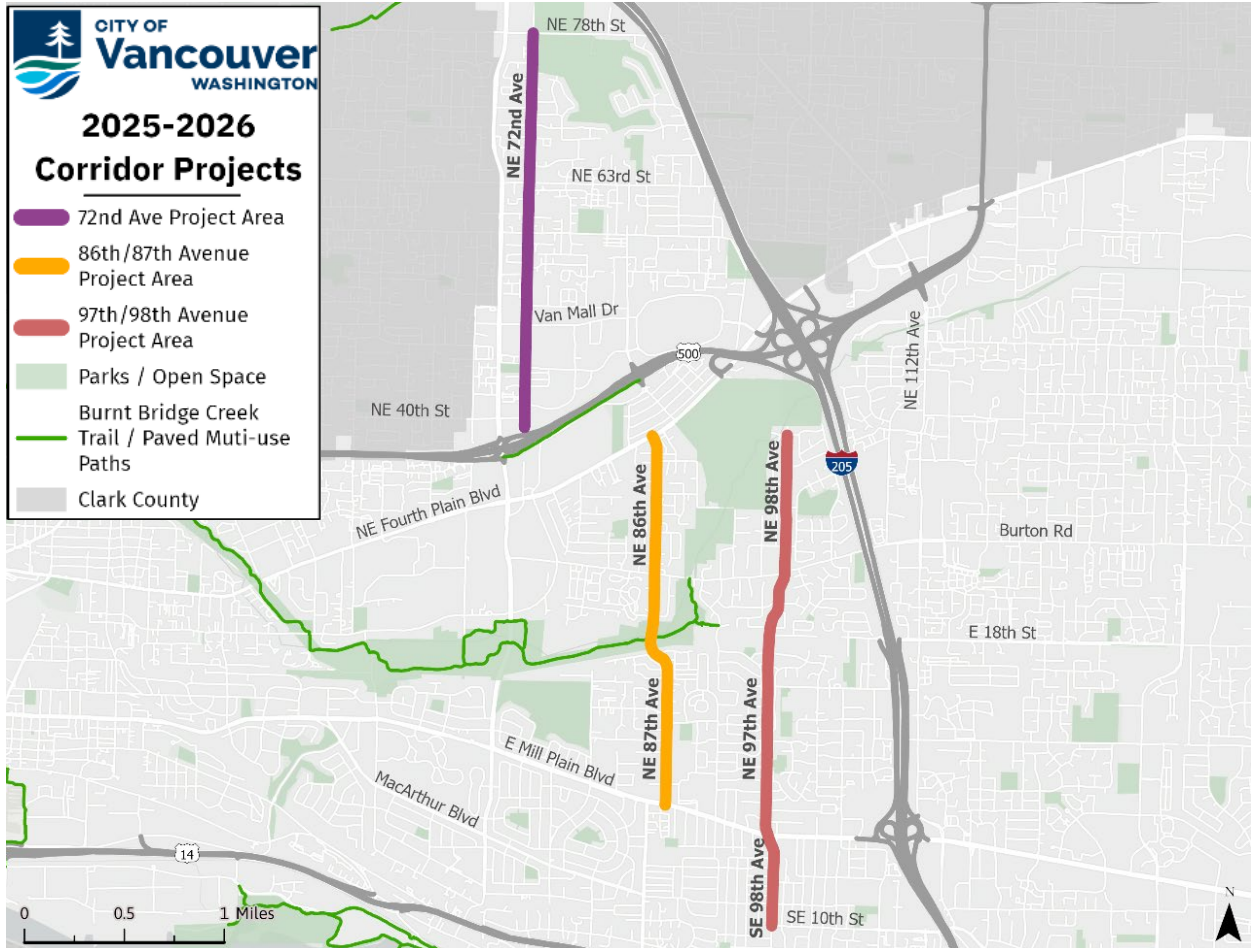 CITY OF
Vancouver
WASHINGTON
2025-2026
Corridor Projects
72nd Ave Project Area
86th/87th Avenue
Project Area
97th/98th Avenue
Project Area
Parks / Open Space
Burnt Bridge Creek
Trail / Paved Muti-use
Paths
Clark County
NE 78th St
NE 72nd Ave
NE 63rd St
Van Mall Dr
500
NE 112th Ave
NE 40th St
205
NE Fourth Plain Blvd
NE 86th Ave
NE 98th Ave
Burton Rd
E 18th St
NE 87th Ave
NE 97th Ave
E Mill Plain Blvd
MacArthur Blvd
14
SE 98th Ave
SE 10th St
0 0.5 1 Miles
N